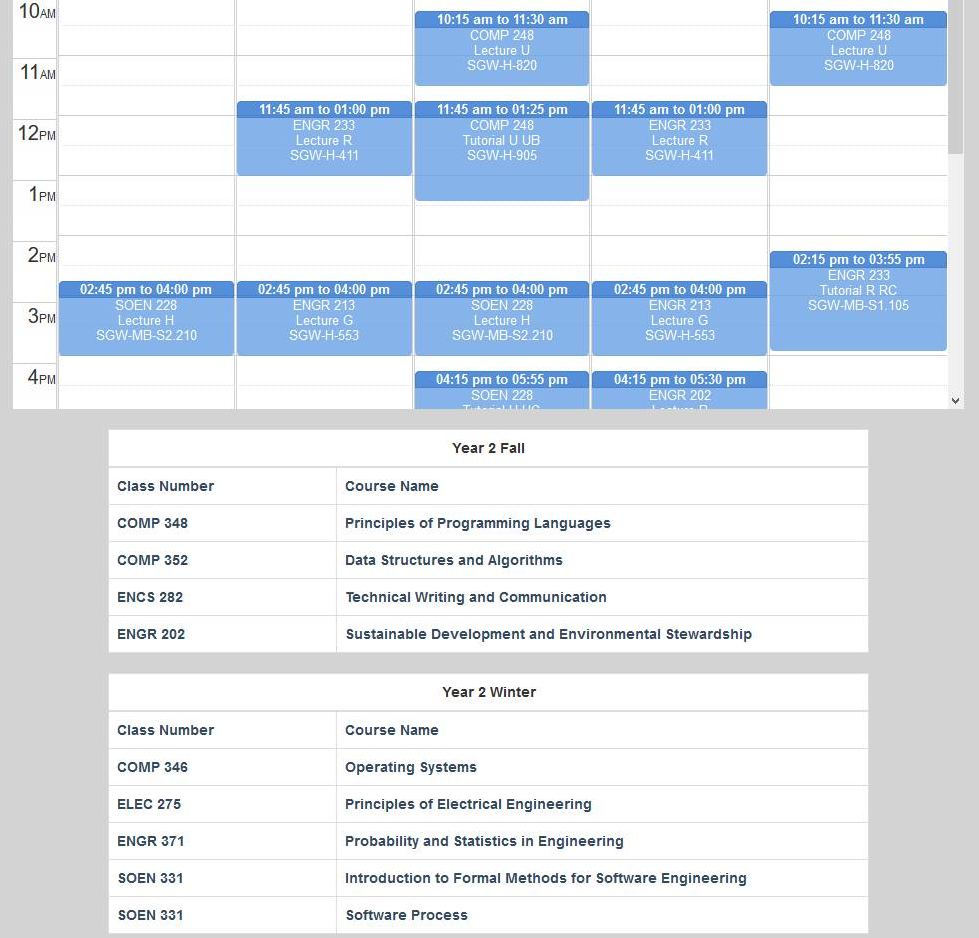 10AM
11AM
12PM
1PM
2PM
3PM
4PM
02:45 pm to 04:00 pm
SOEN 228
Lecture H
SGW-MB-S2.210
11:45 am to 01:00 pm
ENGR 233
Lecture R
SGW-H-411
02:45 pm to 04:00 pm
ENGR 213
Lecture G
SGW-H-553
10:15 am to 11:30 am
COMP 248
Lecture U
SGW-H-820
11:45 am to 01:25 pm
COMP 248
Tutorial U UB
SGW-H-905
02:45 pm to 04:00 pm
SOEN 228
Lecture H
SGW-MB-S2.210
04:15 pm to 05:55 pm
SOEN 228
11:45 am to 01:00 pm
ENGR 233
Lecture R
SGW-H-411
02:45 pm to 04:00 pm
ENGR 213
Lecture G
SGW-H-553
04:15 pm to 05:30 pm
ENGR 202
10:15 am to 11:30 am
COMP 248
Lecture U
SGW-H-820
02:15 pm to 03:55 pm
ENGR 233
Tutorial R RC
SGW-MB-S1.105
Year 2 Fall
Class Number Course Name
COMP 348 Principles of Programming Languages
COMP 352 Data Structures and Algorithms
ENCS 282 Technical Writing and Communication
ENGR 202 Sustainable Development and Environmental Stewardship
Year 2 Winter
Class Number Course Name
COMP 346 Operating Systems
ELEC 275 Principles of Electrical Engineering
ENGR 371 Probability and Statistics in Engineering
SOEN 331 Introduction to Formal Methods for Software Engineering
SOEN 331 Software Process